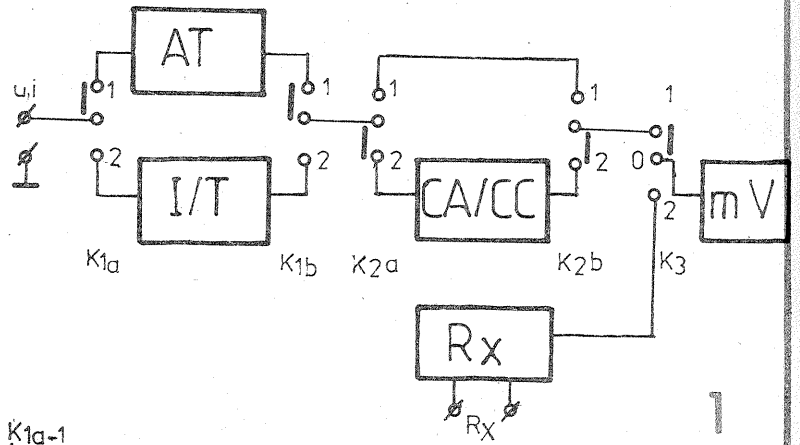 AT
u,i
1
1
1
1
1
2
2
2
0
2
2
I/T
CA/CC
mV
K1a
K1b
K2a
K2b
K3
Rx
Rx
1
K1a-1